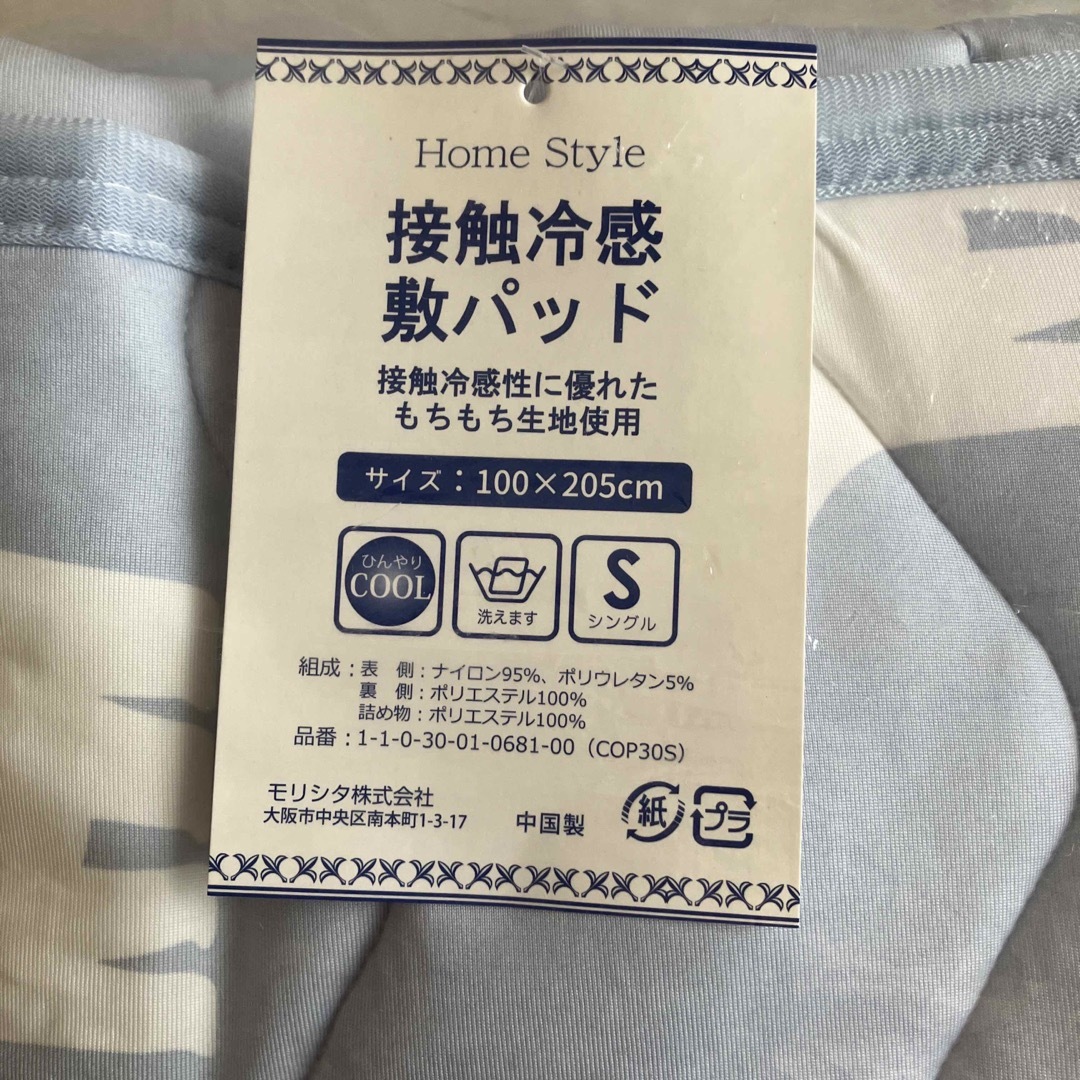 Home Style
接触冷感
敷パッド
接触冷感性に優れた
もちもち生地使用
サイズ：100×205cm
ひんやり
COOL
洗えます
S
シングル
組成：表 側：ナイロン95%、ポリウレタン5%
裏 側：ポリエステル100%
詰め物：ポリエステル100%
品番：1-1-0-30-01-0681-00（COP30S）
モリシタ株式会社
大阪市中央区南本町1-3-17
中国製
紙
プラ